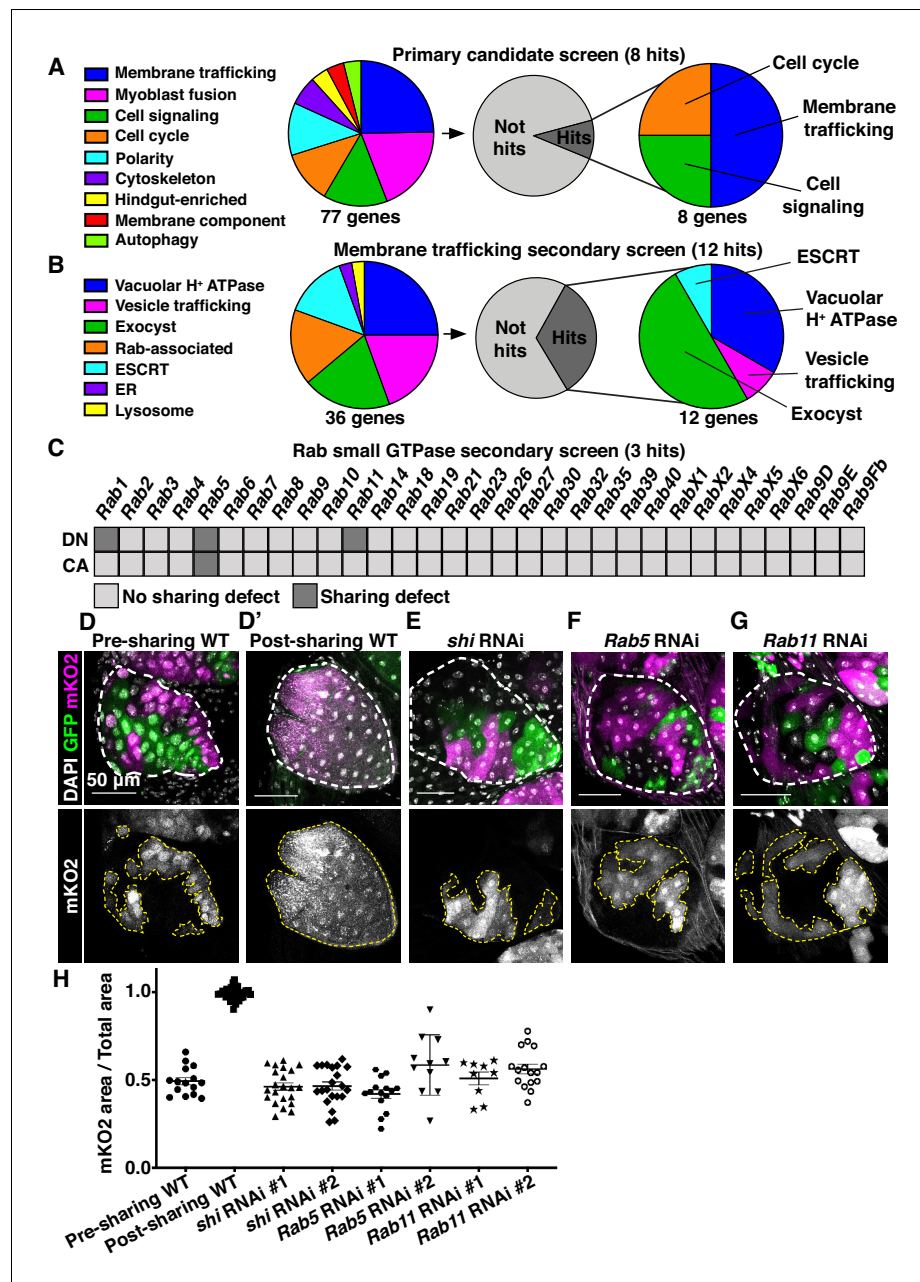 A
Primary candidate screen (8 hits)
Membrane trafficking
Myoblast fusion
Cell signaling
Cell cycle
Polarity
Cytoskeleton
Hindgut-enriched
Membrane component
Autophagy
77 genes
Not hits
Hits
Cell cycle
Membrane trafficking
Cell signaling
8 genes
B
Membrane trafficking secondary screen (12 hits)
Vacuolar H+ ATPase
Vesicle trafficking
Exocyst
Rab-associated
ESCRT
ER
Lysosome
36 genes
Not hits
Hits
ESCRT
Vacuolar H+ ATPase
Vesicle trafficking
Exocyst
12 genes
C
Rab small GTPase secondary screen (3 hits)
Rab1 Rab2 Rab3 Rab4 Rab5 Rab6 Rab7 Rab8 Rab9 Rab10 Rab11 Rab14 Rab18 Rab19 Rab21 Rab23 Rab26 Rab27 Rab30 Rab32 Rab35 Rab39 Rab40 RabX1 RabX2 RabX4 RabX5 RabX6 Rab9D Rab9E Rab9Fb
DN
CA
No sharing defect Sharing defect
D D' E F G
Pre-sharing WT Post-sharing WT shi RNAi Rab5 RNAi Rab11 RNAi
DAPI GFP mKO2
50 µm
mKO2
H
mKO2 area / Total area
1.0
0.5
0.0
Pre-sharing WT
Post-sharing WT
shi RNAi #1
shi RNAi #2
Rab5 RNAi #1
Rab5 RNAi #2
Rab11 RNAi #1
Rab11 RNAi #2